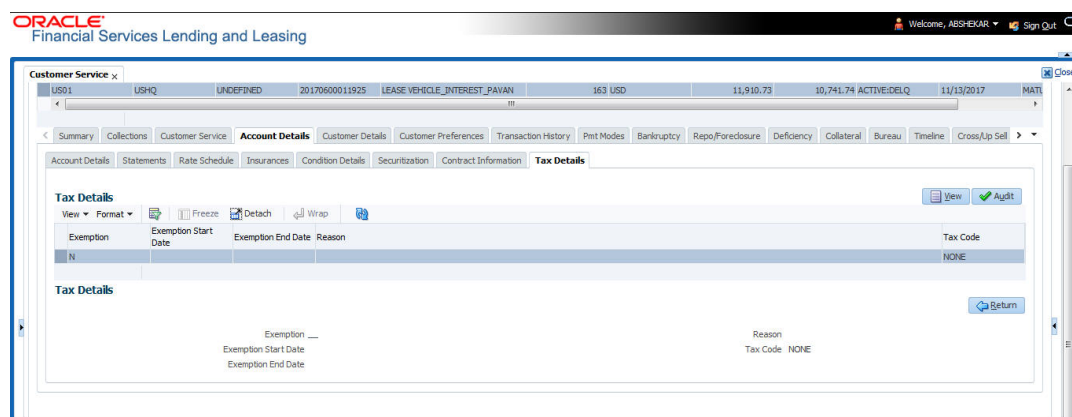 ORACLE®
Financial Services Lending and Leasing
Welcome, ABSHEKAR Sign Out
Customer Service x Close
US01 USHQ UNDEFINED 20170600011925 LEASE VEHICLE_INTEREST_PAVAN 163 USD 11,910.73 10,741.74 ACTIVE:DELQ 11/13/2017
Summary Collections Customer Service Account Details Customer Details Customer Preferences Transaction History Pmt Modes Bankruptcy Repo/Foreclosure Deficiency Collateral Bureau Timeline Cross/Up Sell
Account Details Statements Rate Schedule Insurances Condition Details Securitization Contract Information Tax Details
Tax Details View Audit
View Format Freeze Detach Wrap
Exemption Exemption Start Date Exemption End Date Reason Tax Code
N NONE
Tax Details
Return
Exemption Reason
Exemption Start Date Tax Code NONE
Exemption End Date